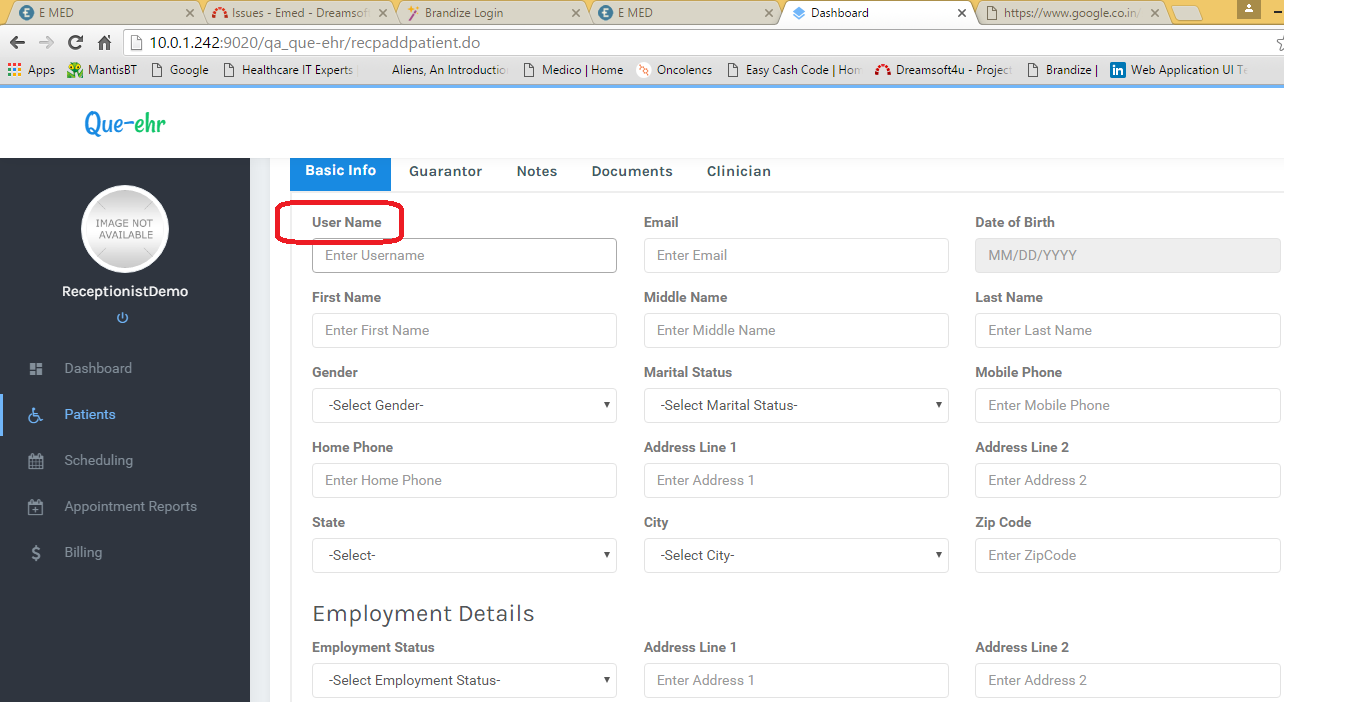 E MED
Issues - Emed - Dreamsoft
Brandize Login
E MED
Dashboard
https://www.google.co.in/
10.0.1.242:9020/qa_que-ehr/recpaddpatient.do
Apps
MantisBT
Google
Healthcare IT Experts
Aliens, An Introductio
Medico | Home
Oncolencs
Easy Cash Code | Hom
Dreamsoft4u - Project
Brandize |
in
Web Application UI Te
Que-ehr
IMAGE NOT
AVAILABLE
ReceptionistDemo
Dashboard
Patients
Scheduling
Appointment Reports
Billing
Basic Info
Guarantor
Notes
Documents
Clinician
User Name
Email
Date of Birth
Enter Username
Enter Email
MM/DD/YYYY
First Name
Middle Name
Last Name
Enter First Name
Enter Middle Name
Enter Last Name
Gender
Marital Status
Mobile Phone
-Select Gender-
-Select Marital Status-
Enter Mobile Phone
Home Phone
Address Line 1
Address Line 2
Enter Home Phone
Enter Address 1
Enter Address 2
State
City
Zip Code
-Select-
-Select City-
Enter ZipCode
Employment Details
Employment Status
Address Line 1
Address Line 2
-Select Employment Status-
Enter Address 1
Enter Address 2